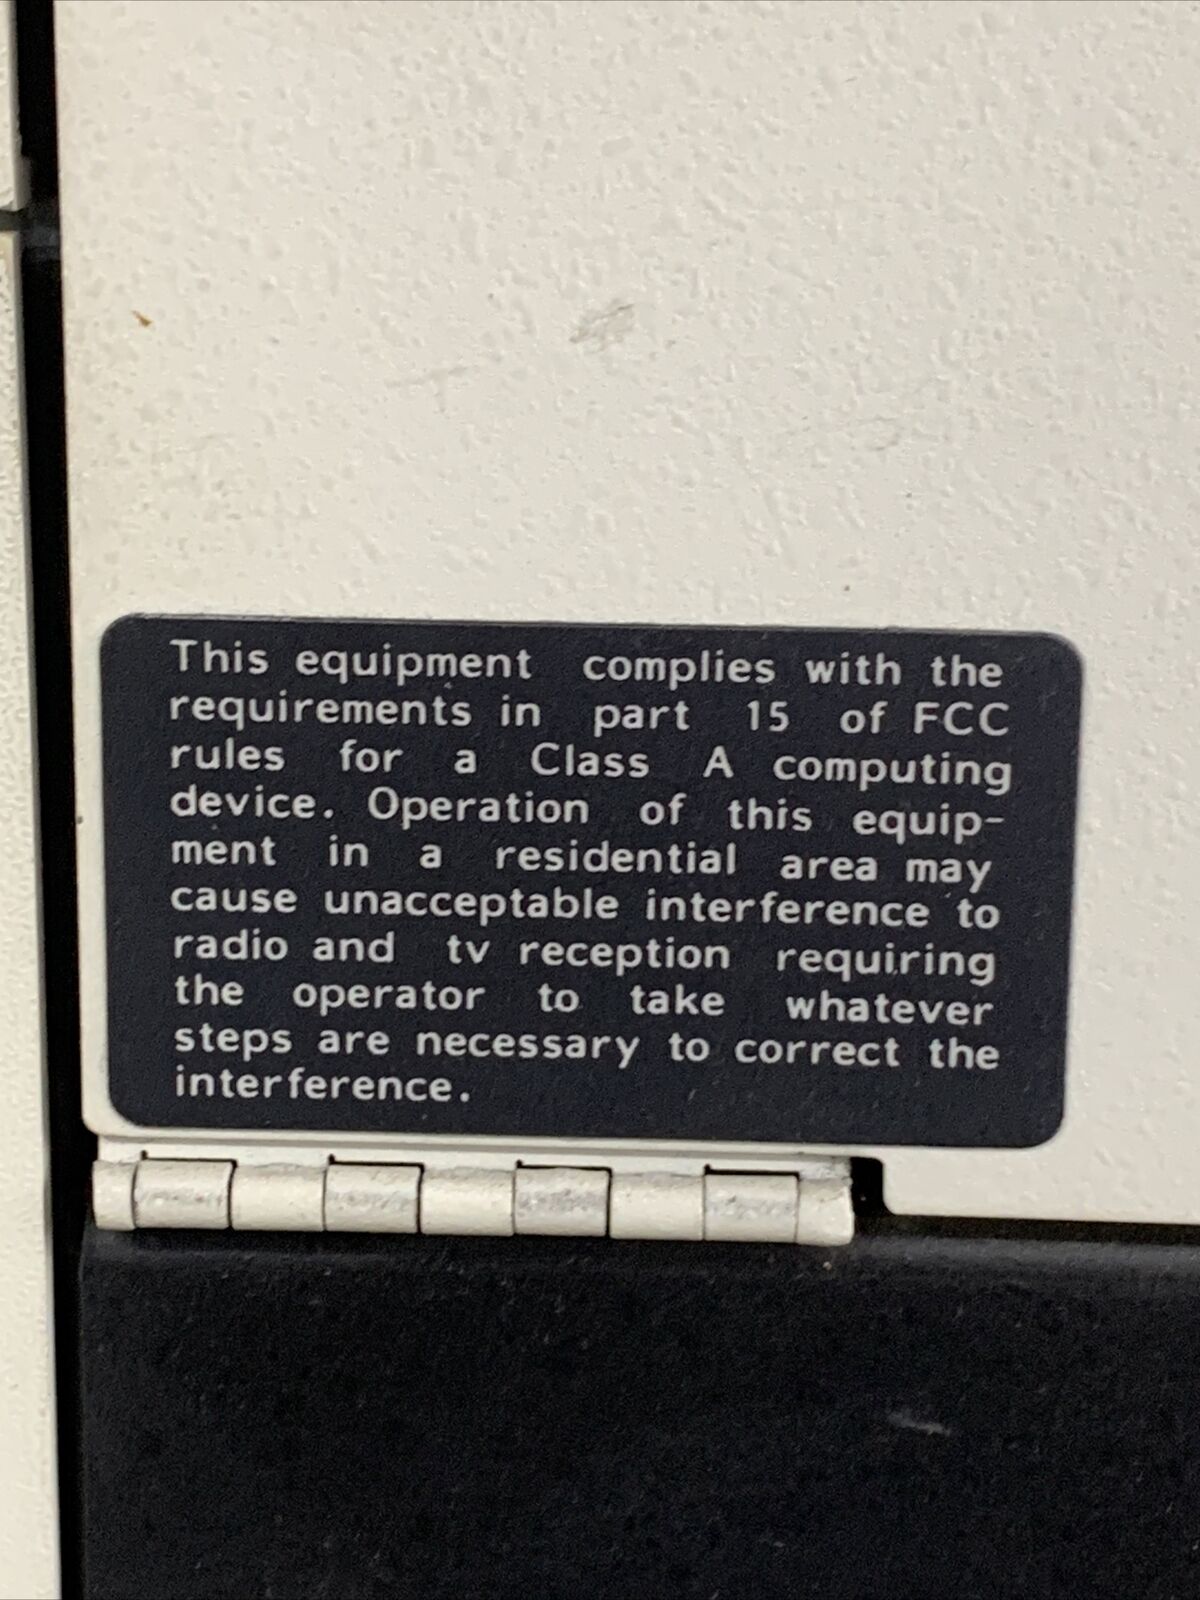 This equipment complies with the
requirements in part 15 of FCC
rules for a Class A computing
device. Operation of this equip-
ment in a residential area may
cause unacceptable interference to
radio and tv reception requiring
the operator to take whatever
steps are necessary to correct the
interference.